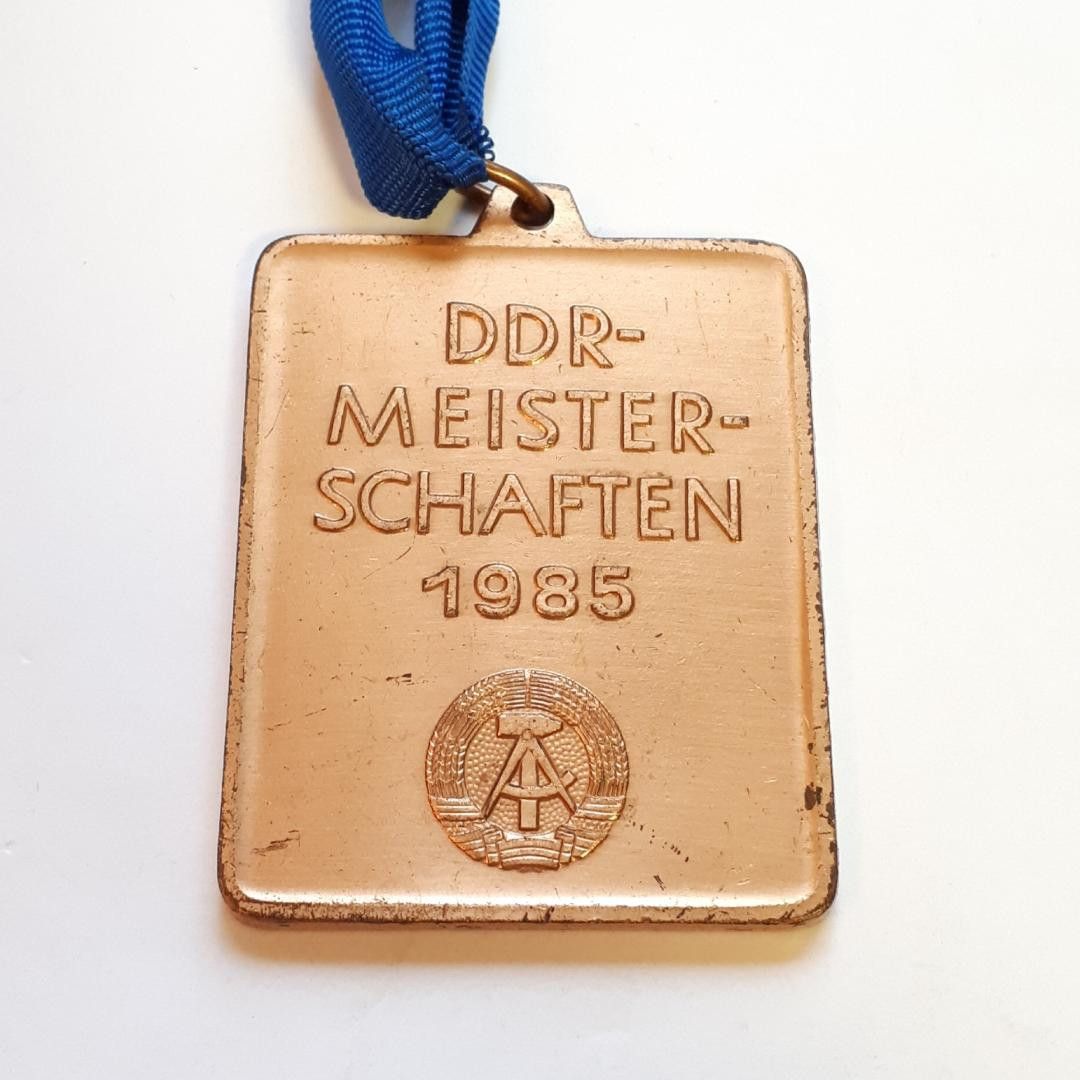 DDR-
MEISTER-
SCHAFTEN
1985